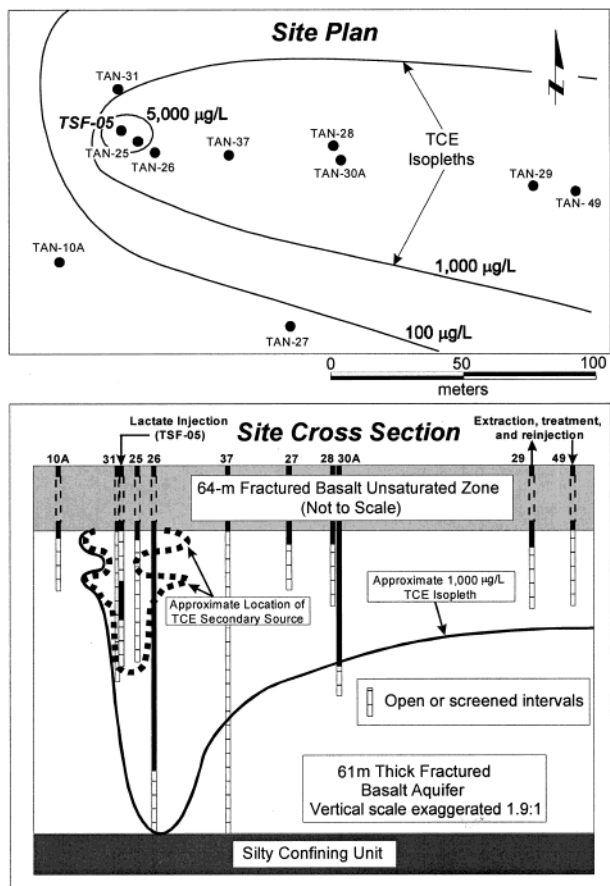 Site Plan
N
TAN-31
TSF-05
5,000 µg/L
TAN-25
TAN-26
TAN-37
TAN-28
TAN-30A
TCE
Isopleths
TAN-29
TAN- 49
TAN-10A
1,000 µg/L
TAN-27
100 µg/L
0
50
100
meters
Lactate Injection
(TSF-05)
Site Cross Section
Extraction, treatment,
and reinjection
10A
31
25
26
37
27
28
30A
29
49
64-m Fractured Basalt Unsaturated Zone
(Not to Scale)
Approximate 1,000 µg/L
TCE Isopleth
Approximate Location of
TCE Secondary Source
Open or screened intervals
61m Thick Fractured
Basalt Aquifer
Vertical scale exaggerated 1.9:1
Silty Confining Unit